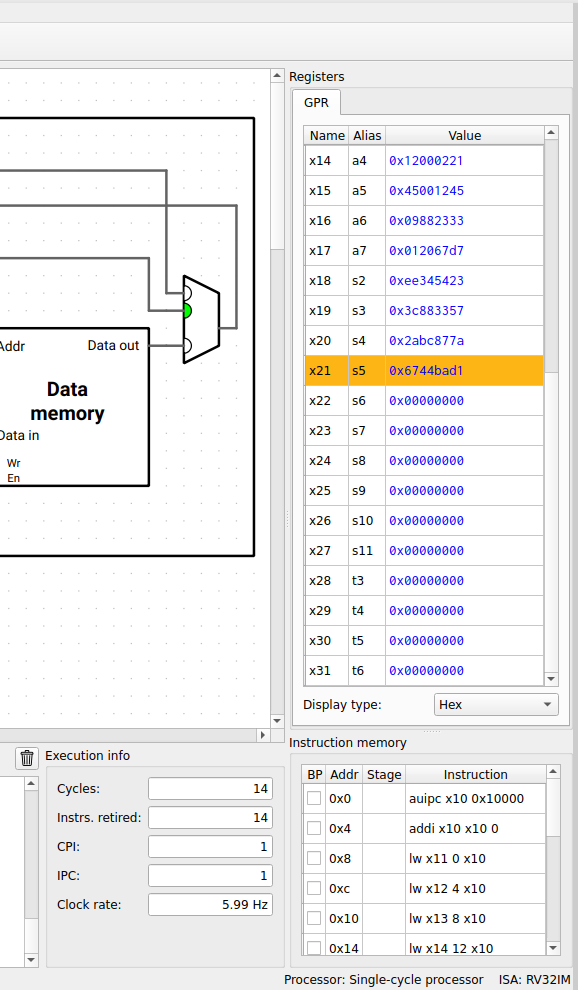 Registers
GPR
Name Alias Value
x14 a4 0x12000221
x15 a5 0x45001245
x16 a6 0x09882333
x17 a7 0x012067d7
x18 s2 0xee345423
x19 s3 0x3c883357
x20 s4 0x2abc877a
x21 s5 0x6744bad1
x22 s6 0x00000000
x23 s7 0x00000000
x24 s8 0x00000000
x25 s9 0x00000000
x26 s10 0x00000000
x27 s11 0x00000000
x28 t3 0x00000000
x29 t4 0x00000000
x30 t5 0x00000000
x31 t6 0x00000000
Display type: Hex
Addr Data out
Data
memory
Data in
Wr
En
Execution info
Cycles: 14
Instrs. retired: 14
CPI: 1
IPC: 1
Clock rate: 5.99 Hz
Instruction memory
BP Addr Stage Instruction
0x0 auipc x10 0x10000
0x4 addi x10 x10 0
0x8 lw x11 0 x10
0xc lw x12 4 x10
0x10 lw x13 8 x10
0x14 lw x14 12 x10
Processor: Single-cycle processor ISA: RV32IM